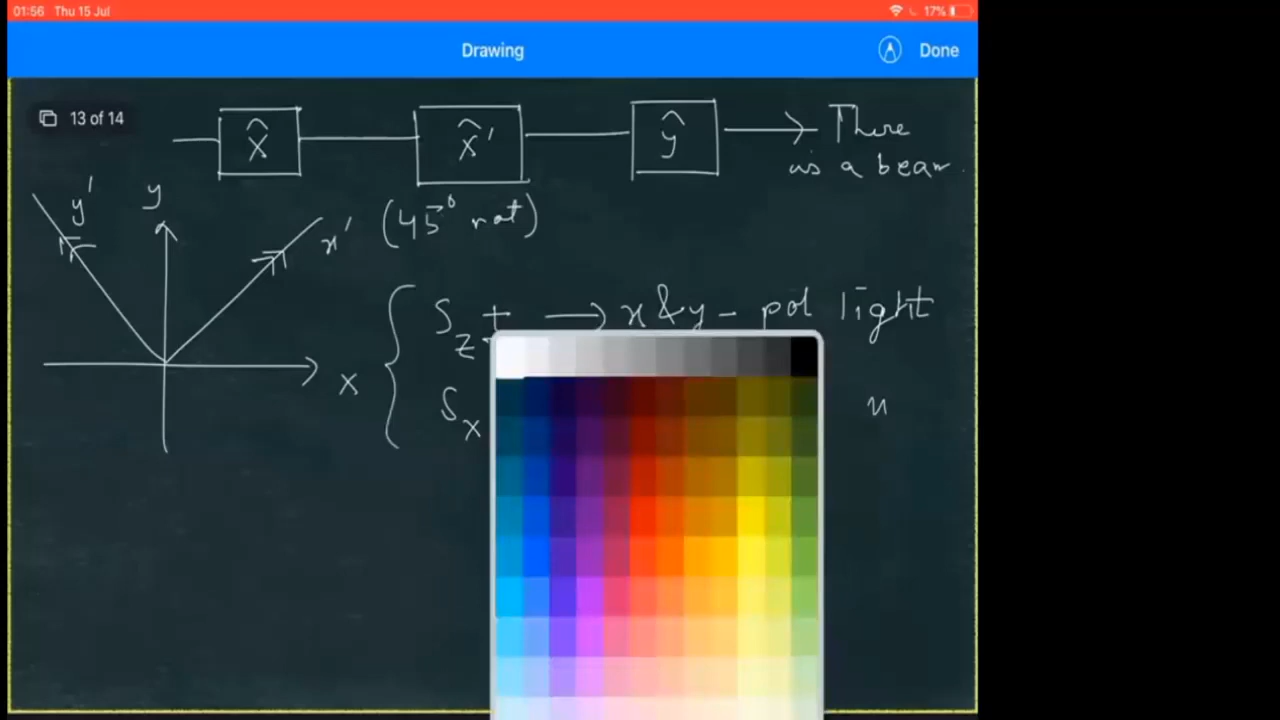 01:56 Thu 15 Jul 17%
Drawing Done
13 of 14
x̂ x̂' ŷ There
is a beam.
y' y x' (45° rot)
S_z± → x & y - pol light
x S_x "